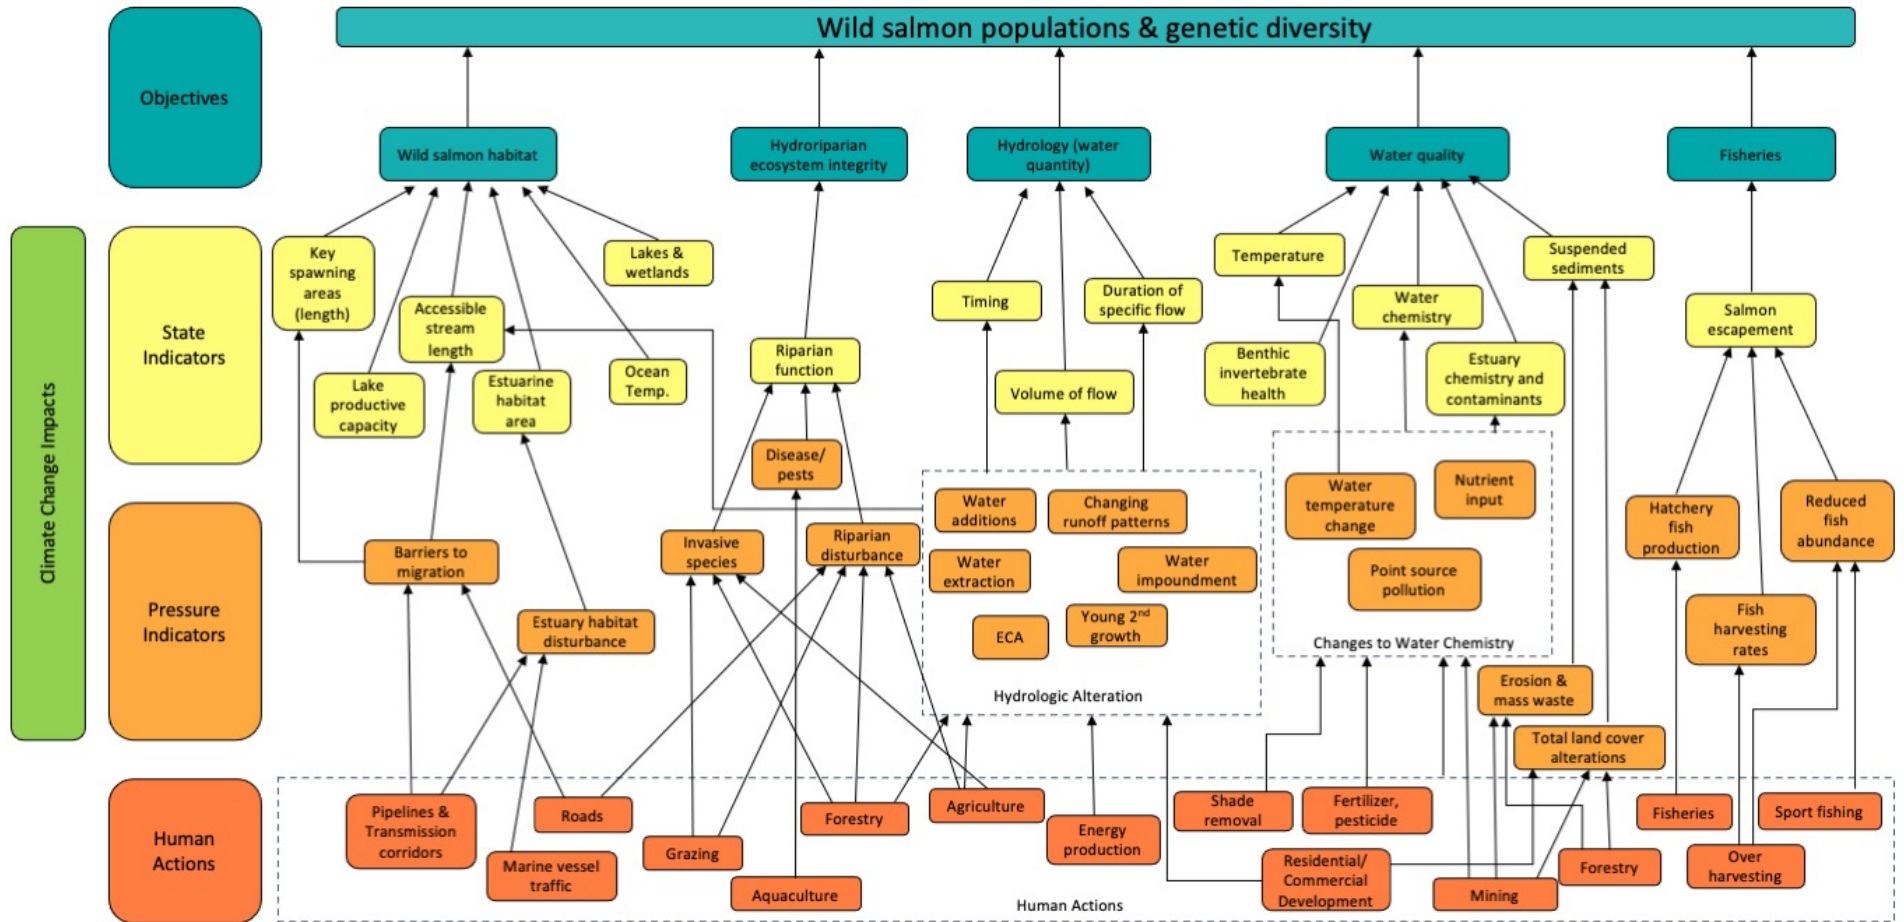 Wild salmon populations & genetic diversity
Objectives
Wild salmon habitat
Hydroriparian
ecosystem integrity
Hydrology (water
quantity)
Water quality
Fisheries
Climate Change Impacts
State
Indicators
Key
spawning
areas
(length)
Lake
productive
capacity
Accessible
stream
length
Estuarine
habitat
area
Ocean
Temp.
Lakes &
wetlands
Riparian
function
Timing
Volume of flow
Duration of
specific flow
Temperature
Benthic
invertebrate
health
Water
chemistry
Estuary
chemistry and
contaminants
Suspended
sediments
Salmon
escapement
Pressure
Indicators
Barriers to
migration
Estuary habitat
disturbance
Disease/
pests
Invasive
species
Riparian
disturbance
Water
additions
Changing
runoff patterns
Water
extraction
Water
impoundment
ECA
Young 2nd
growth
Hydrologic Alteration
Water
temperature
change
Nutrient
input
Point source
pollution
Changes to Water Chemistry
Erosion &
mass waste
Total land cover
alterations
Hatchery
fish
production
Fish
harvesting
rates
Reduced
fish
abundance
Human
Actions
Pipelines &
Transmission
corridors
Marine vessel
traffic
Roads
Grazing
Aquaculture
Forestry
Agriculture
Energy
production
Shade
removal
Fertilizer,
pesticide
Residential/
Commercial
Development
Mining
Forestry
Fisheries
Over
harvesting
Sport fishing
Human Actions